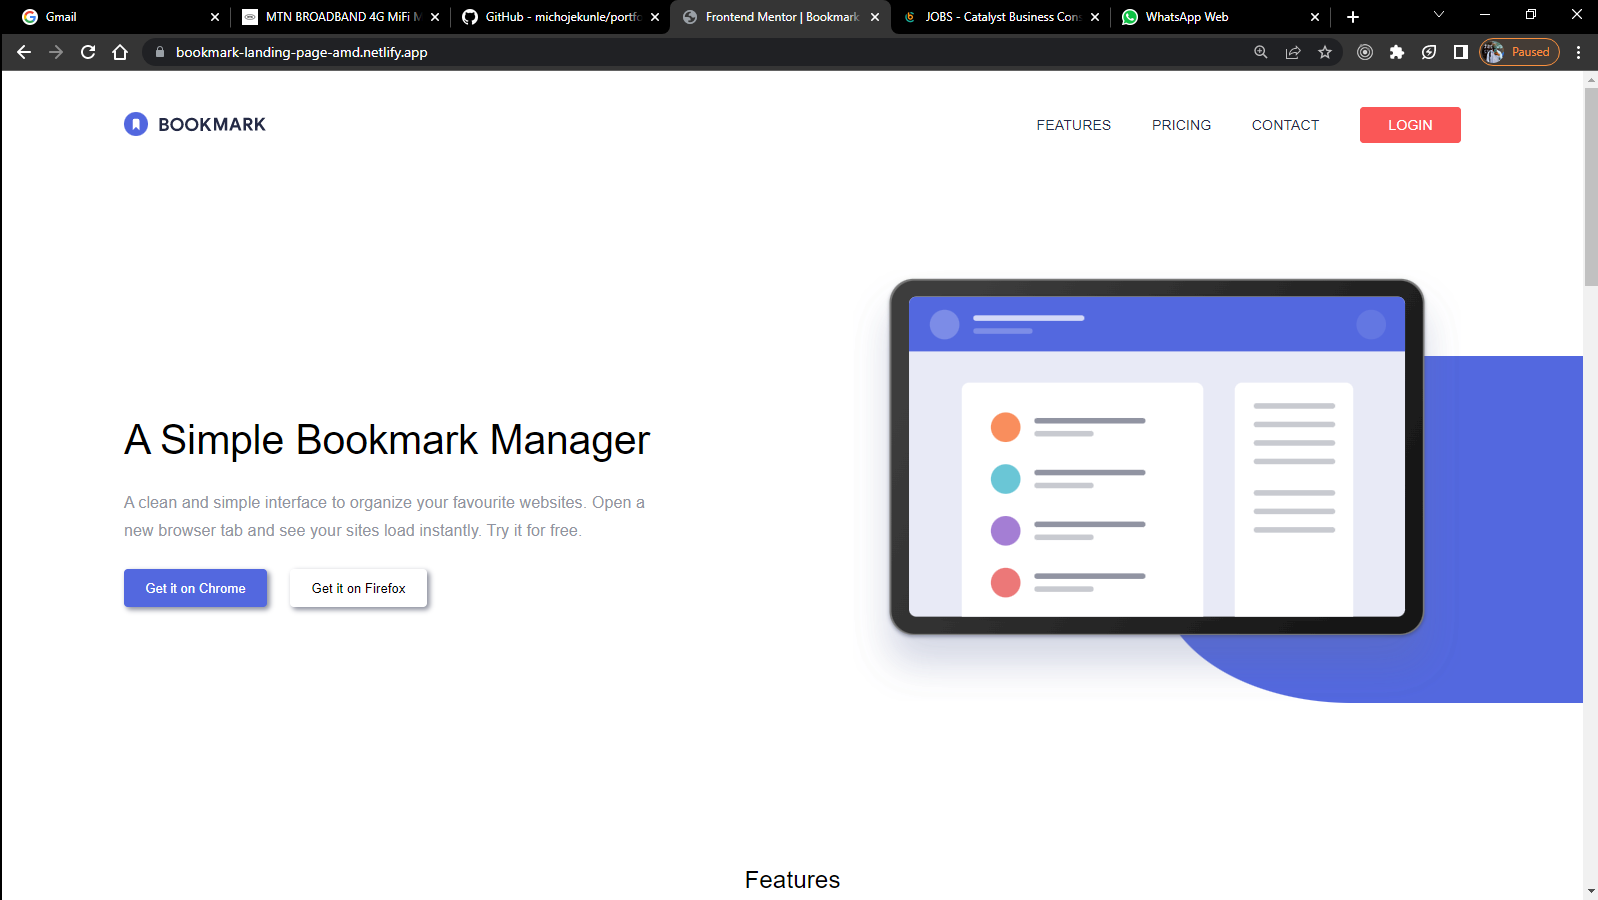 Gmail
MTN BROADBAND 4G MiFi M
GitHub - michojekunle/portfo
Frontend Mentor | Bookmark
JOBS - Catalyst Business Cons
WhatsApp Web
bookmark-landing-page-amd.netlify.app
Paused
BOOKMARK
FEATURES
PRICING
CONTACT
LOGIN
A Simple Bookmark Manager
A clean and simple interface to organize your favourite websites. Open a
new browser tab and see your sites load instantly. Try it for free.
Get it on Chrome
Get it on Firefox
Features